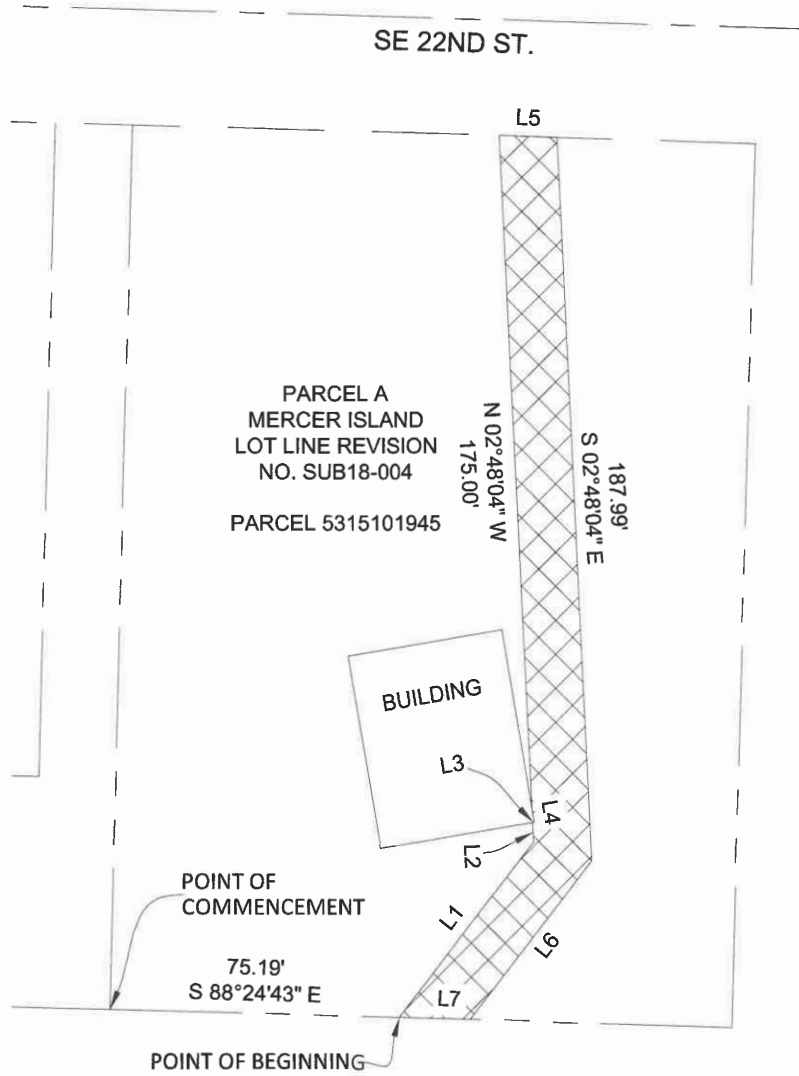 SE 22ND ST.
L5
PARCEL A
MERCER ISLAND
LOT LINE REVISION
NO. SUB18-004
PARCEL 5315101945
N 02°48'04" W
175.00'
187.99'
S 02°48'04" E
BUILDING
L3
L4
L2
POINT OF
COMMENCEMENT
L1
L6
75.19'
S 88°24'43" E
L7
POINT OF BEGINNING